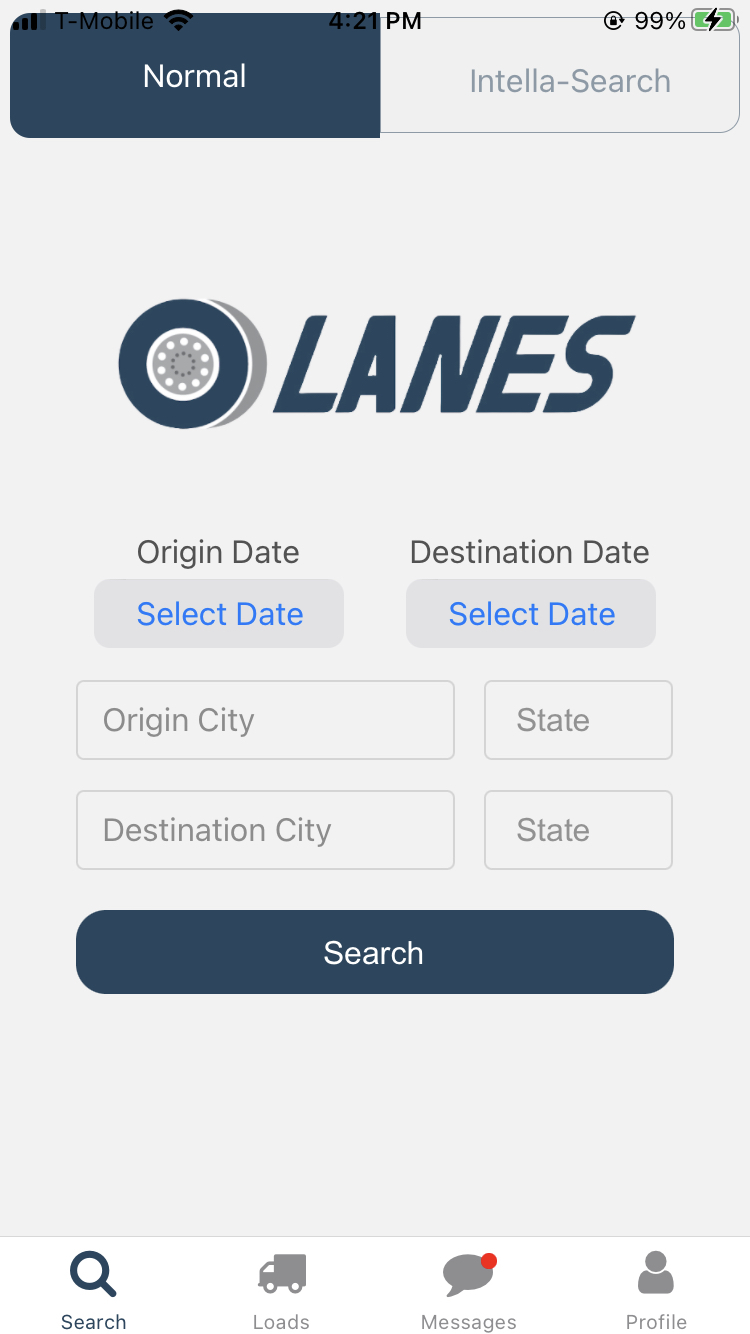 T-Mobile 4:21 PM 99%
Normal Intella-Search
LANES
Origin Date Destination Date
Select Date Select Date
Origin City State
Destination City State
Search
Search Loads Messages Profile